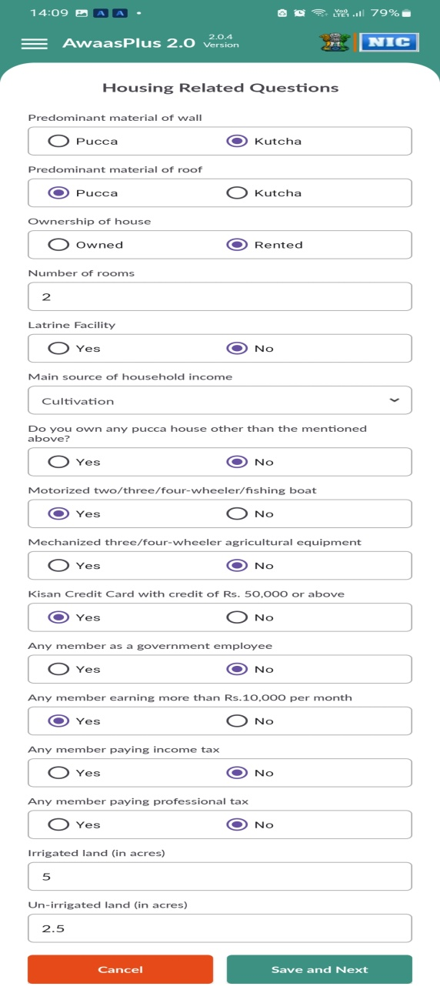 14:09 A A 79%
AwaasPlus 2.0 2.0.4 Version NIC
Housing Related Questions
Predominant material of wall
Pucca Kutcha
Predominant material of roof
Pucca Kutcha
Ownership of house
Owned Rented
Number of rooms
2
Latrine Facility
Yes No
Main source of household income
Cultivation
Do you own any pucca house other than the mentioned
above?
Yes No
Motorized two/three/four-wheeler/fishing boat
Yes No
Mechanized three/four-wheeler agricultural equipment
Yes No
Kisan Credit Card with credit of Rs. 50,000 or above
Yes No
Any member as a government employee
Yes No
Any member earning more than Rs.10,000 per month
Yes No
Any member paying income tax
Yes No
Any member paying professional tax
Yes No
Irrigated land (in acres)
5
Un-irrigated land (in acres)
2.5
Cancel Save and Next